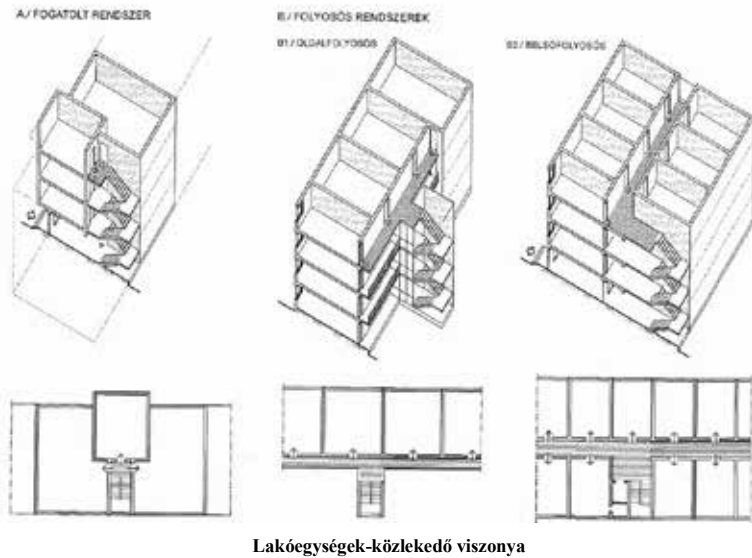 A/ FOGATOLT RENDSZER
B / FOLYOSÓS RENDSZEREK
B1/ OLDALFOLYOSÓS
B2/ BELSŐFOLYOSÓS
Lakóegységek-közlekedő viszonya